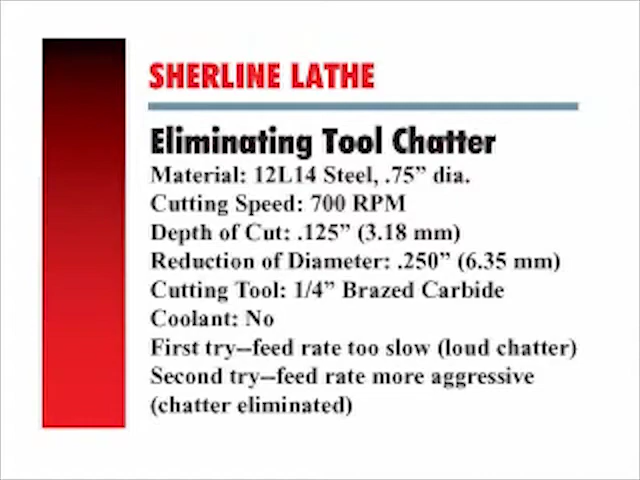 SHERLINE LATHE
Eliminating Tool Chatter
Material: 12L14 Steel, .75” dia.
Cutting Speed: 700 RPM
Depth of Cut: .125” (3.18 mm)
Reduction of Diameter: .250” (6.35 mm)
Cutting Tool: 1/4” Brazed Carbide
Coolant: No
First try--feed rate too slow (loud chatter)
Second try--feed rate more aggressive
(chatter eliminated)